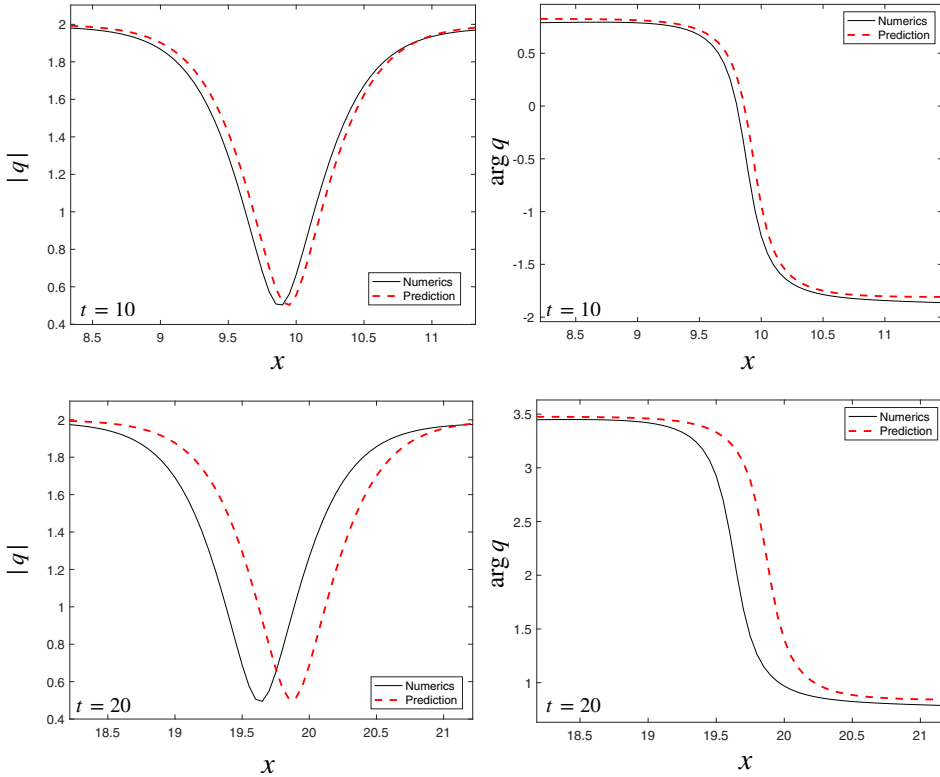 2
1.8
1.6
1.4
1.2
1
0.8
0.6
0.4
|q|
8.5 9 9.5 10 10.5 11
x
t = 10
Numerics
Prediction
0.5
0
-0.5
-1
-1.5
-2
arg q
8.5 9 9.5 10 10.5 11
x
t = 10
Numerics
Prediction
2
1.8
1.6
1.4
1.2
1
0.8
0.6
0.4
|q|
18.5 19 19.5 20 20.5 21
x
t = 20
Numerics
Prediction
3.5
3
2.5
2
1.5
1
arg q
18.5 19 19.5 20 20.5 21
x
t = 20
Numerics
Prediction